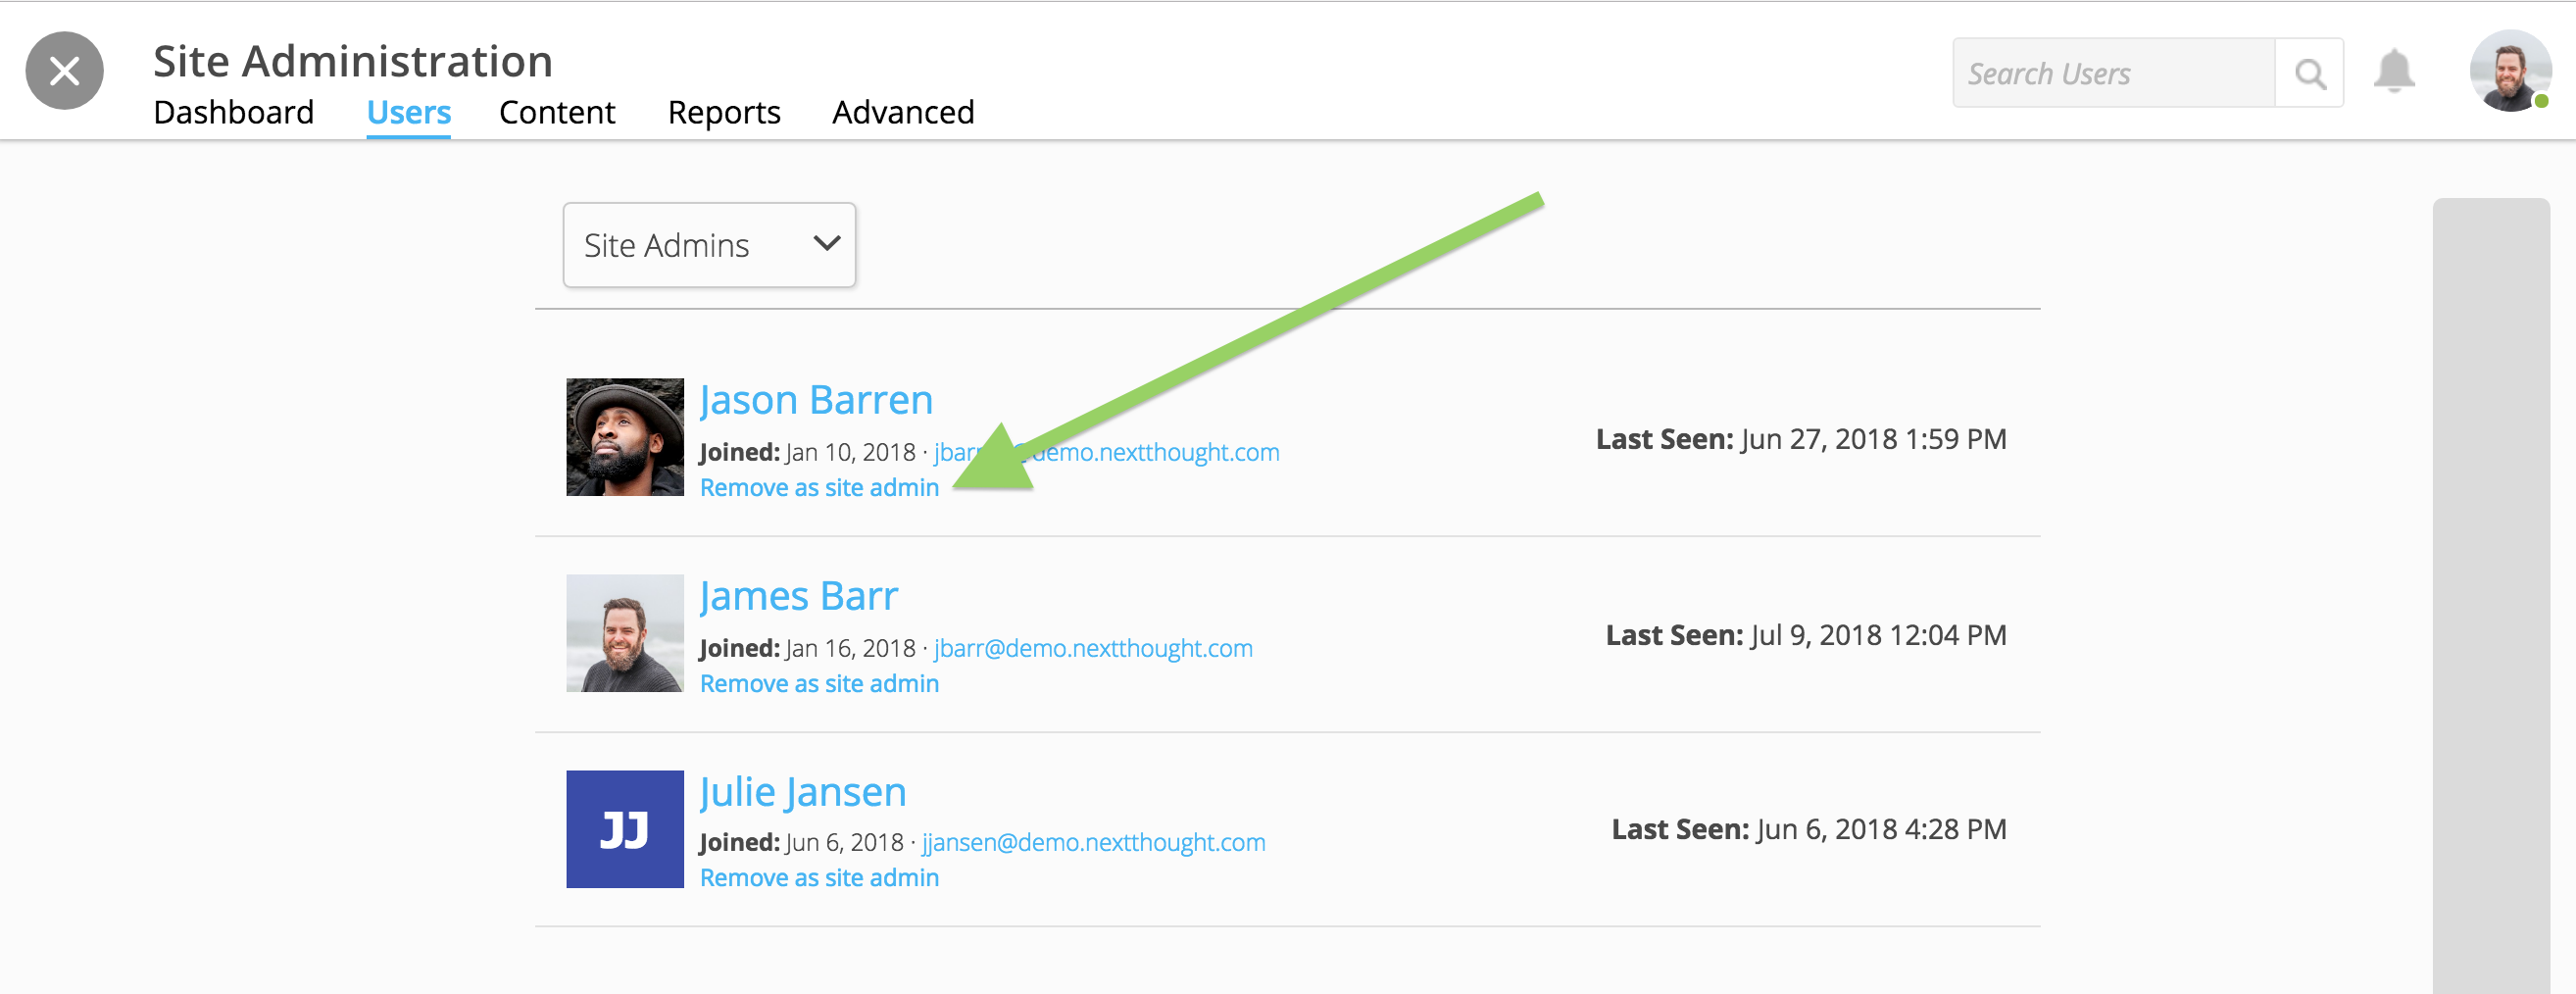 Site Administration
Dashboard Users Content Reports Advanced
Search Users
Site Admins
Jason Barren
Joined: Jan 10, 2018 · demo.nextthought.com
Remove as site admin
Last Seen: Jun 27, 2018 1:59 PM
James Barr
Joined: Jan 16, 2018 · jbarr@demo.nextthought.com
Remove as site admin
Last Seen: Jul 9, 2018 12:04 PM
JJ
Julie Jansen
Joined: Jun 6, 2018 · jjansen@demo.nextthought.com
Remove as site admin
Last Seen: Jun 6, 2018 4:28 PM